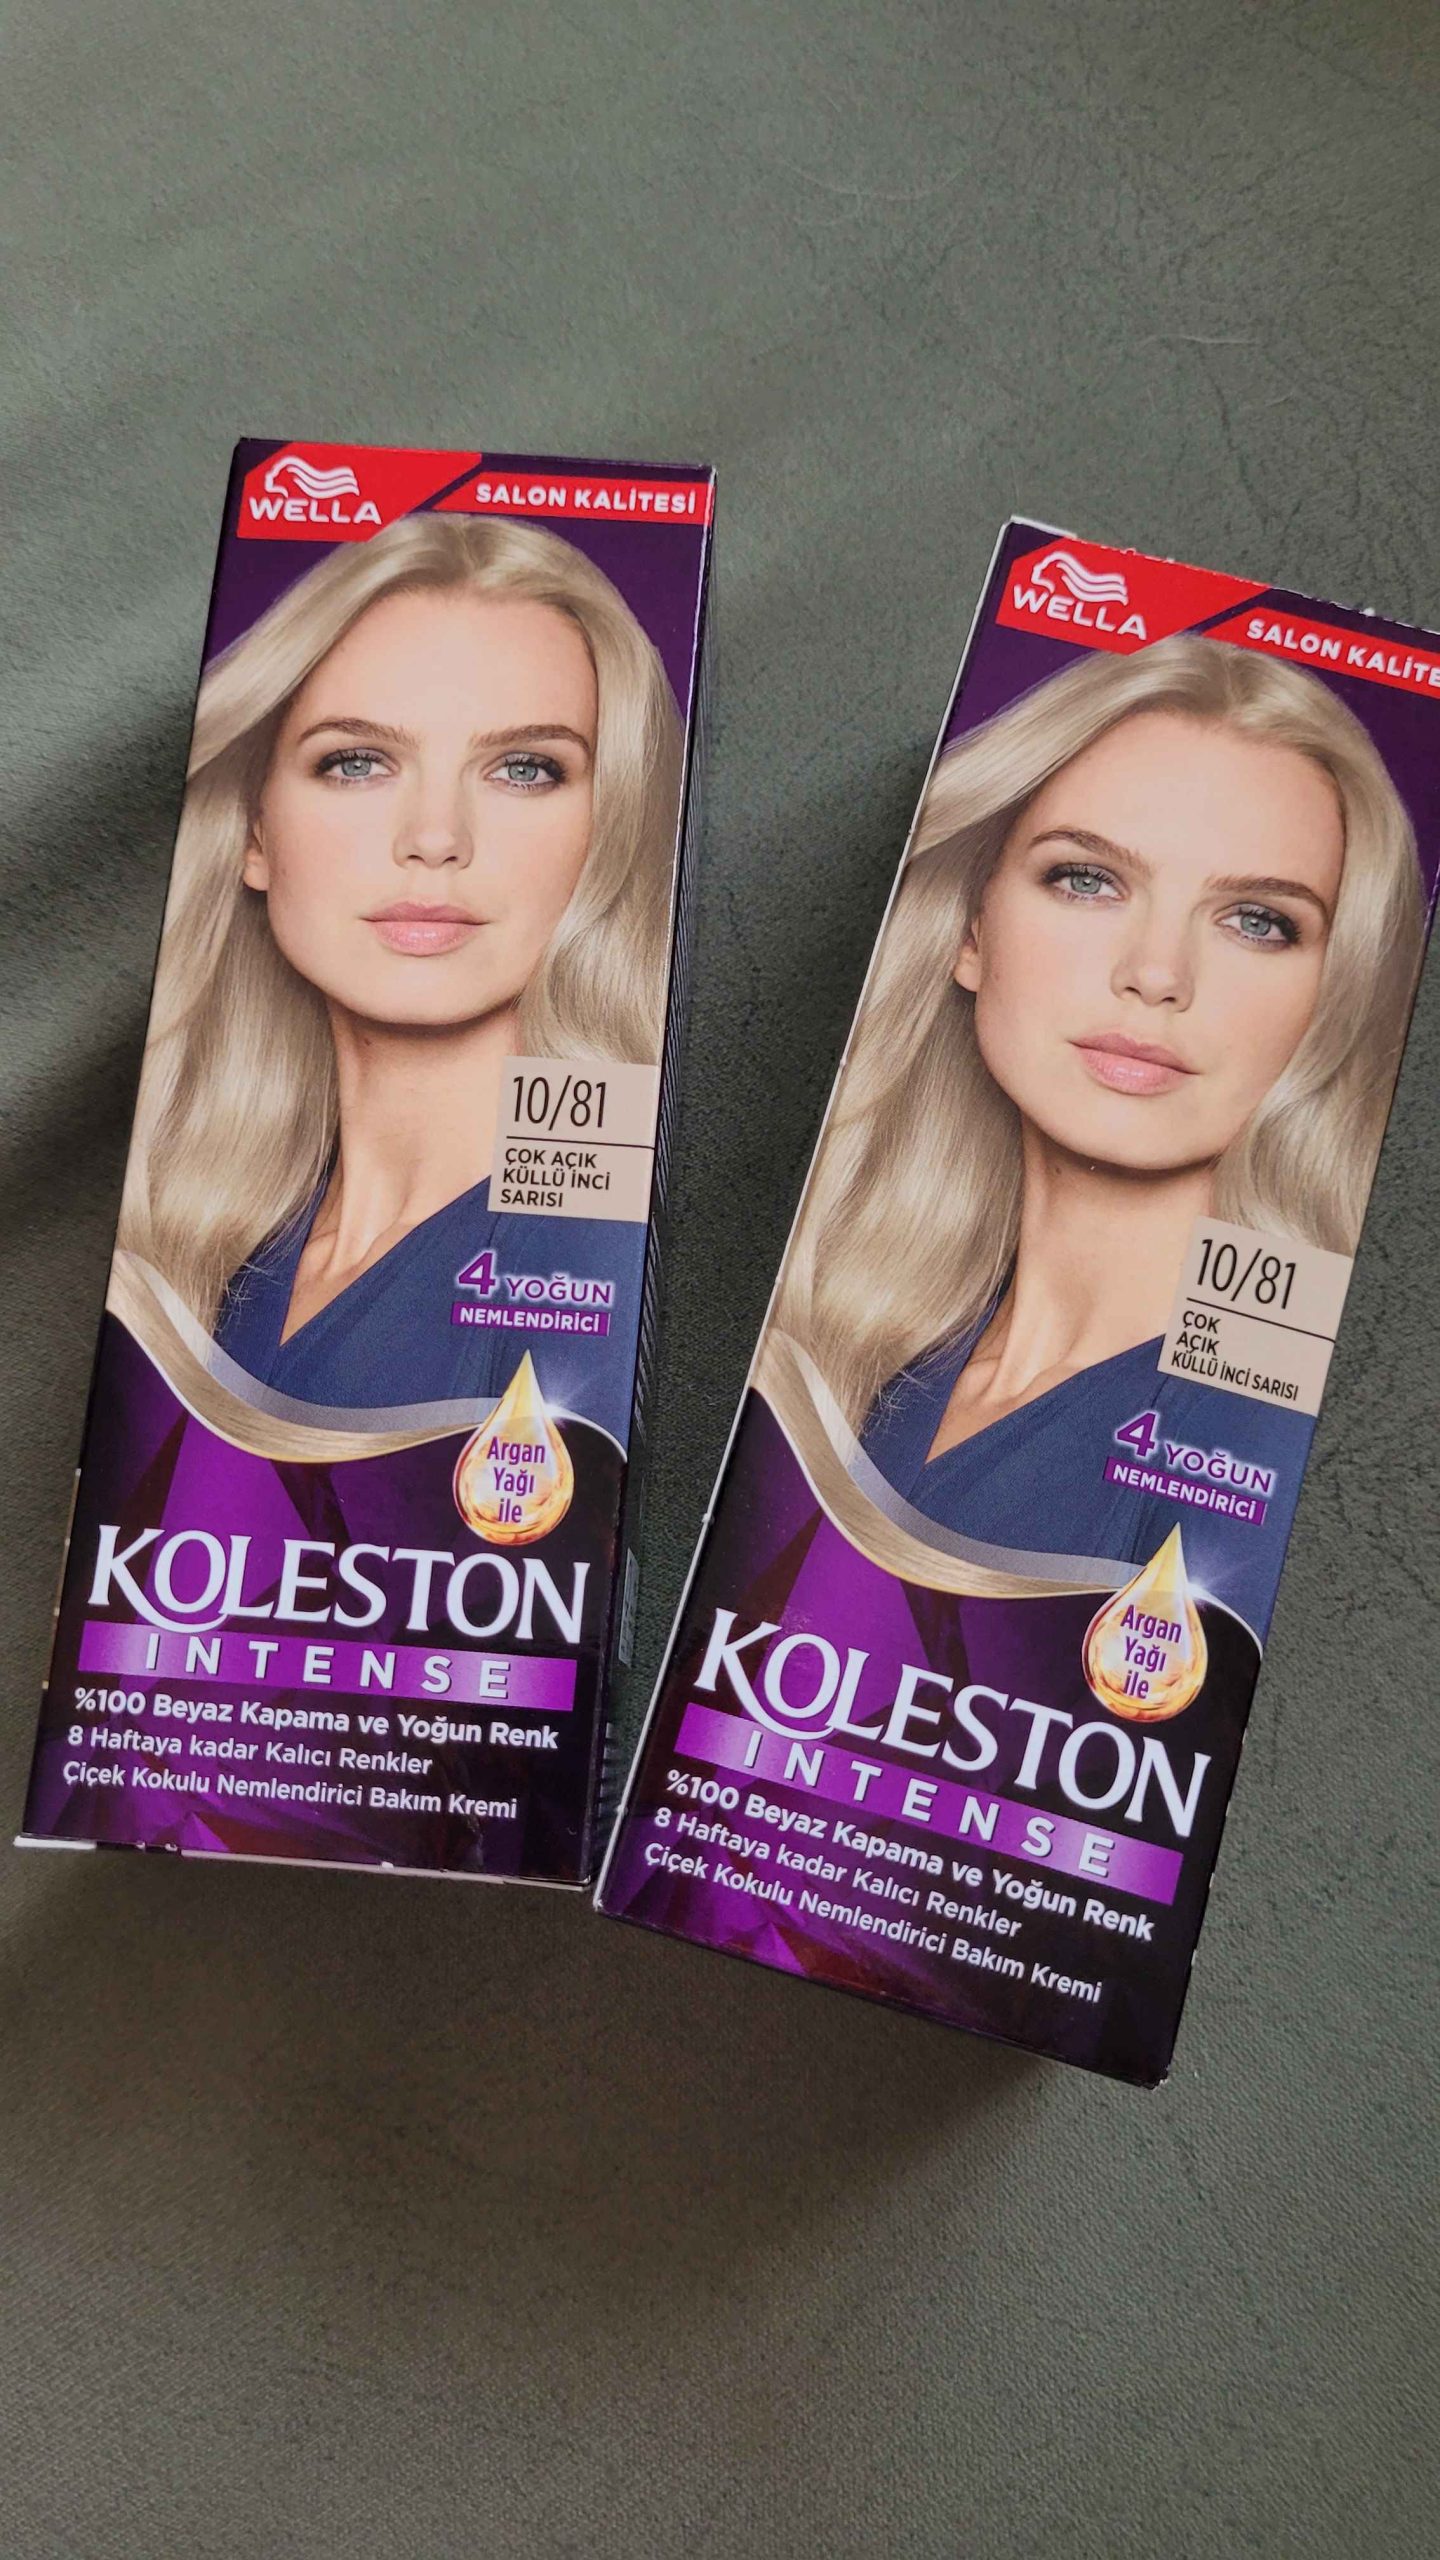 WELLA
SALON KALİTESİ
10/81
ÇOK AÇIK
KÜLLÜ İNCİ
SARISI
4 YOĞUN
NEMLENDİRİCİ
Argan
Yağı
ile
KOLESTON
INTENSE
%100 Beyaz Kapama ve Yoğun Renk
8 Haftaya kadar Kalıcı Renkler
Çiçek Kokulu Nemlendirici Bakım Kremi
WELLA
SALON KALİTE
10/81
ÇOK
AÇIK
KÜLLÜ İNCİ SARISI
4 YOĞUN
NEMLENDİRİCİ
Argan
Yağı
ile
KOLESTON
INTENSE
%100 Beyaz Kapama ve Yoğun Renk
8 Haftaya kadar Kalıcı Renkler
Çiçek Kokulu Nemlendirici Bakım Kremi